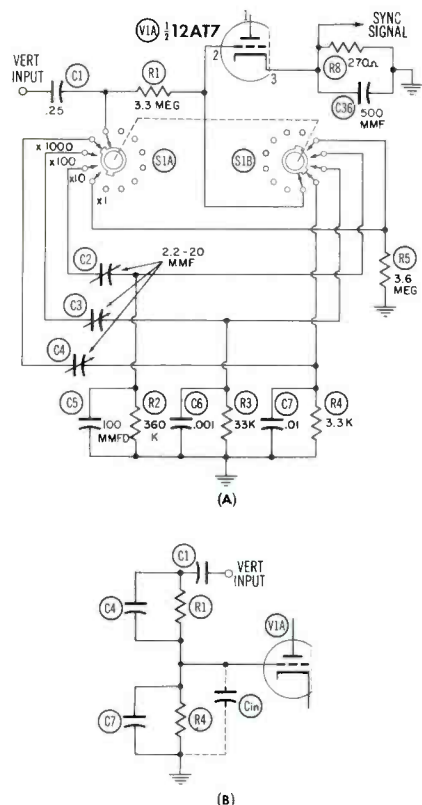 1
V1A ½12AT7
2
3
SYNC
SIGNAL
R8
270Ω
C36
500
MMF
VERT
INPUT
C1
.25
R1
3.3 MEG
S1A
S1B
x1000
x100
x10
x1
C2
2.2-20
MMF
C3
C4
R5
3.6
MEG
C5
100
MMFD
R2
360
K
C6
.001
R3
33K
C7
.01
R4
3.3K
(A)
C1
VERT
INPUT
C4
R1
V1A
C7
R4
Cin
(B)